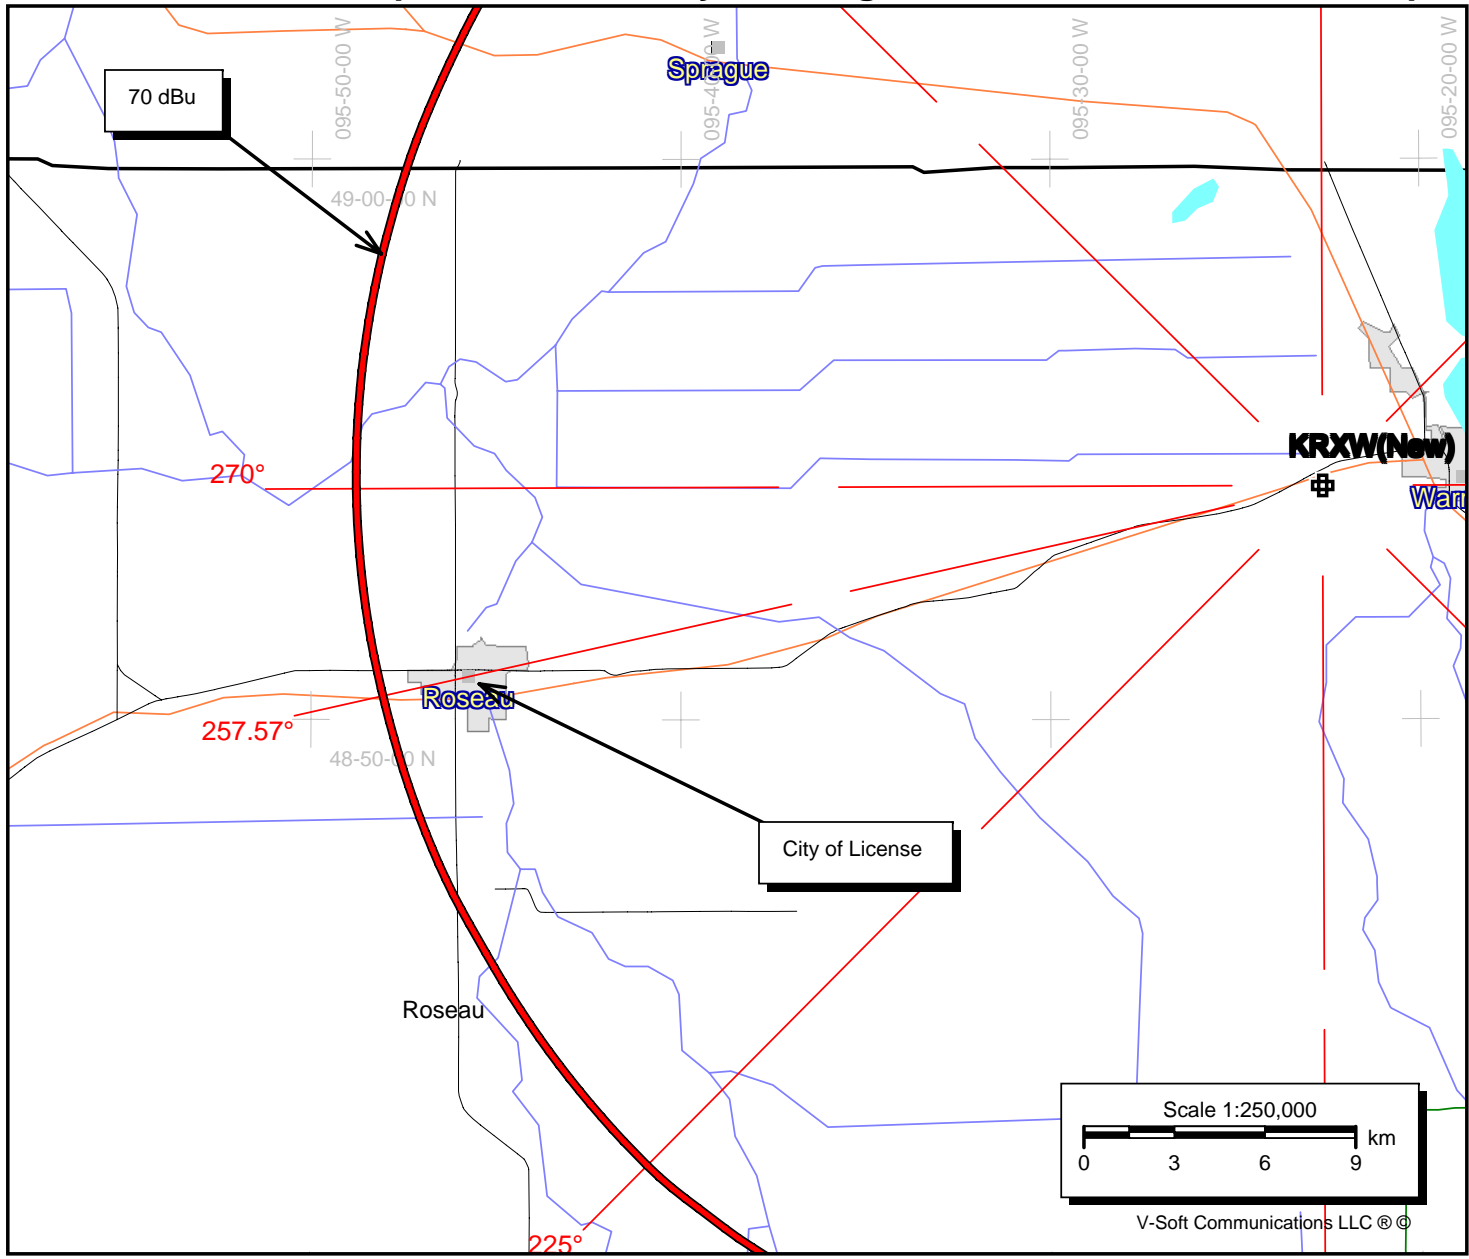 095-50-00 W
095-40-00 W
095-30-00 W
095-20-00 W
Sprague
70 dBu
49-00-00 N
KRXW(New)
270°
Roseau
257.57°
48-50-00 N
City of License
Roseau
Scale 1:250,000
km
0 3 6 9
V-Soft Communications LLC ® ©
225°